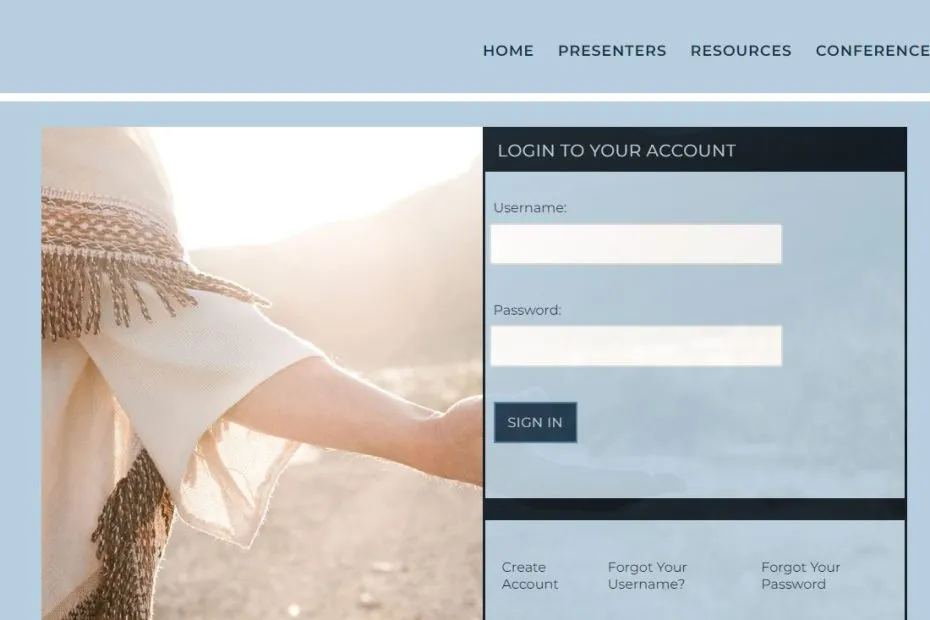 HOME PRESENTERS RESOURCES CONFERENCE
LOGIN TO YOUR ACCOUNT
Username:
Password:
SIGN IN
Create Account
Forgot Your Username?
Forgot Your Password